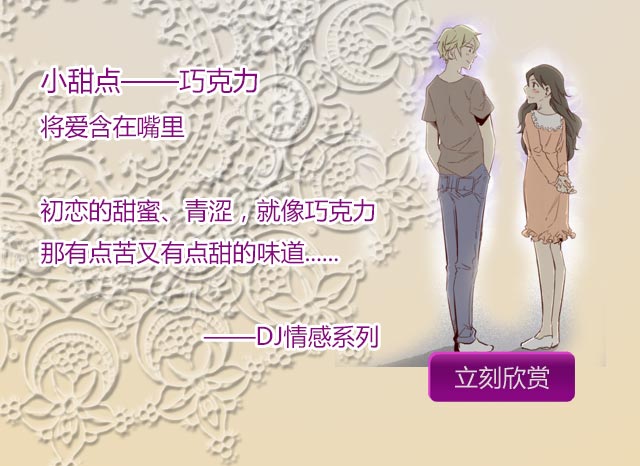 小甜点——巧克力
将爱含在嘴里
初恋的甜蜜、青涩，就像巧克力
那有点苦又有点甜的味道......
——DJ情感系列
立刻欣赏